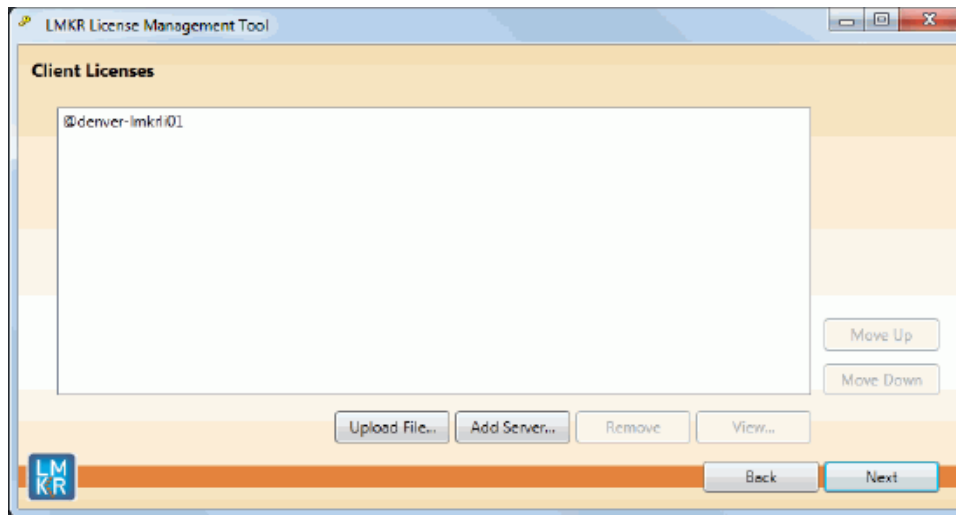 LMKR License Management Tool
Client Licenses
@denver-lmkrli01
Move Up
Move Down
Upload File...
Add Server...
Remove
View...
LM
KR
Back
Next